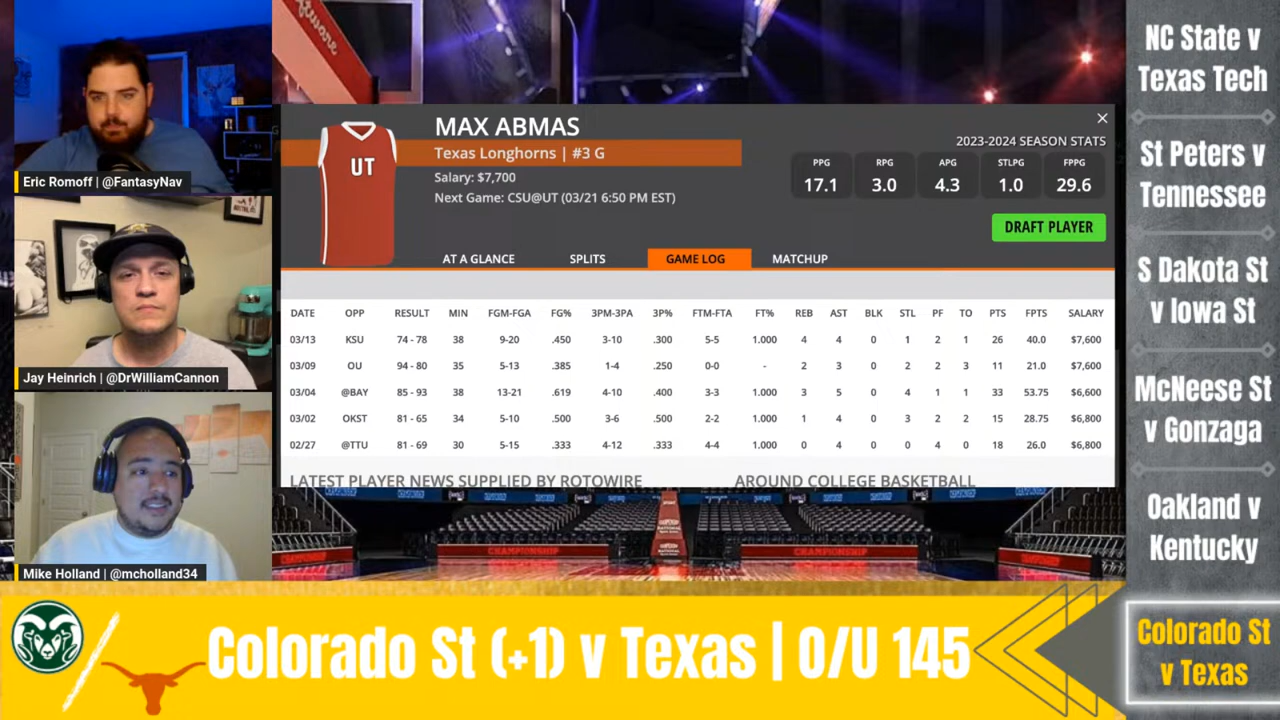 Eric Romoff | @FantasyNav
Jay Heinrich | @DrWilliamCannon
Mike Holland | @mcholland34
MAX ABMAS
Texas Longhorns | #3 G
Salary: $7,700
Next Game: CSU@UT (03/21 6:50 PM EST)
UT
2023-2024 SEASON STATS
PPG RPG APG STLPG FPPG
17.1 3.0 4.3 1.0 29.6
DRAFT PLAYER
AT A GLANCE SPLITS GAME LOG MATCHUP
DATE OPP RESULT MIN FGM-FGA FG% 3PM-3PA 3P% FTM-FTA FT% REB AST BLK STL PF TO PTS FPTS SALARY
03/13 KSU 74 - 78 38 9-20 .450 3-10 .300 5-5 1.000 4 4 0 1 2 1 26 40.0 $7,600
03/09 OU 94 - 80 35 5-13 .385 1-4 .250 0-0 - 2 3 0 2 2 3 11 21.0 $7,600
03/04 @BAY 85 - 93 38 13-21 .619 4-10 .400 3-3 1.000 3 5 0 4 1 1 33 53.75 $6,600
03/02 OKST 81 - 65 34 5-10 .500 3-6 .500 2-2 1.000 1 4 0 3 2 2 15 28.75 $6,800
02/27 @TTU 81 - 69 30 5-15 .333 4-12 .333 4-4 1.000 0 4 0 0 4 0 18 26.0 $6,800
LATEST PLAYER NEWS SUPPLIED BY ROTOWIRE AROUND COLLEGE BASKETBALL
CHAMPIONSHIP
CHAMPIONSHIP
NC State v
Texas Tech
St Peters v
Tennessee
S Dakota St
v Iowa St
McNeese St
v Gonzaga
Oakland v
Kentucky
Colorado St
v Texas
Colorado St (+1) v Texas | O/U 145